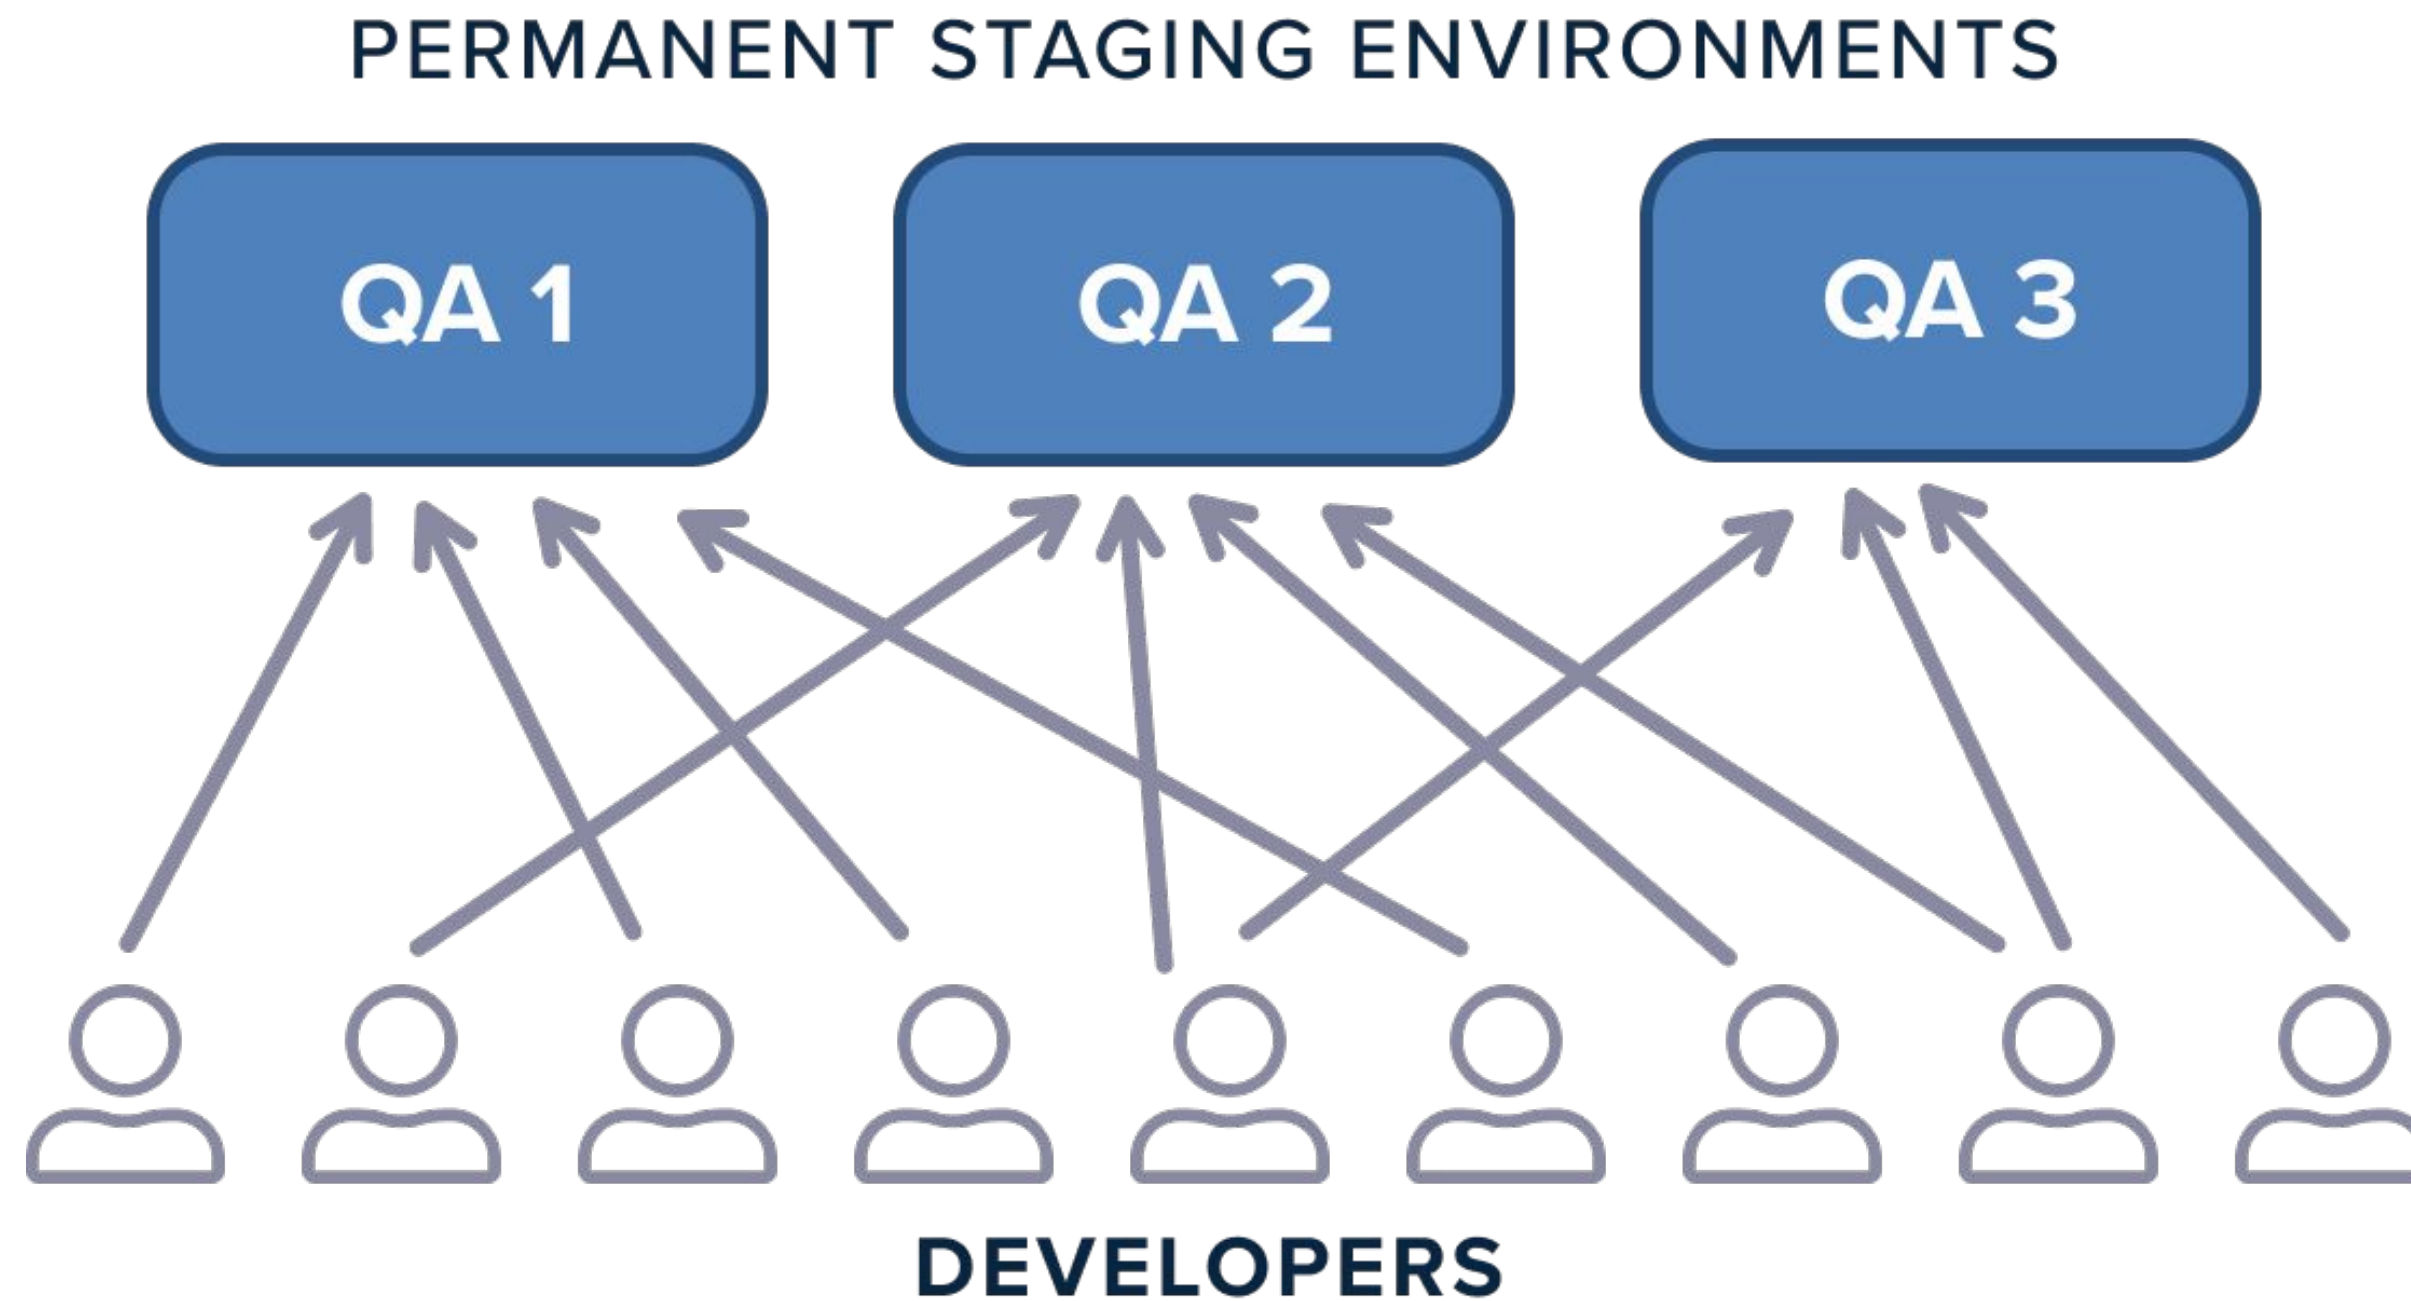 PERMANENT STAGING ENVIRONMENTS
QA 1
QA 2
QA 3
DEVELOPERS